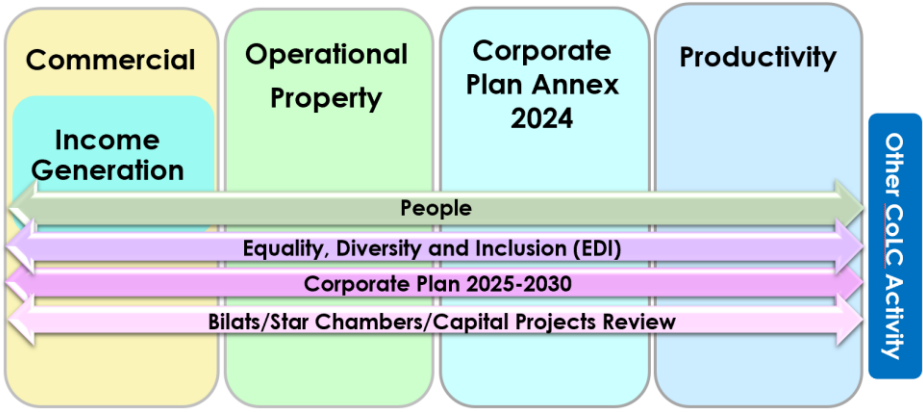 Commercial
Income
Generation
Operational
Property
Corporate
Plan Annex
2024
Productivity
People
Equality, Diversity and Inclusion (EDI)
Corporate Plan 2025-2030
Bilats/Star Chambers/Capital Projects Review
Other CoLC Activity